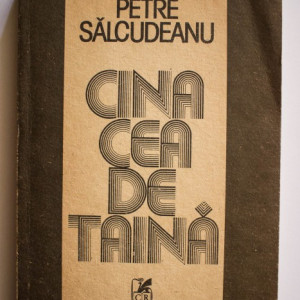 PETRE
SĂLCUDEANU
CINA
CEA
DE
TAINĂ
CR